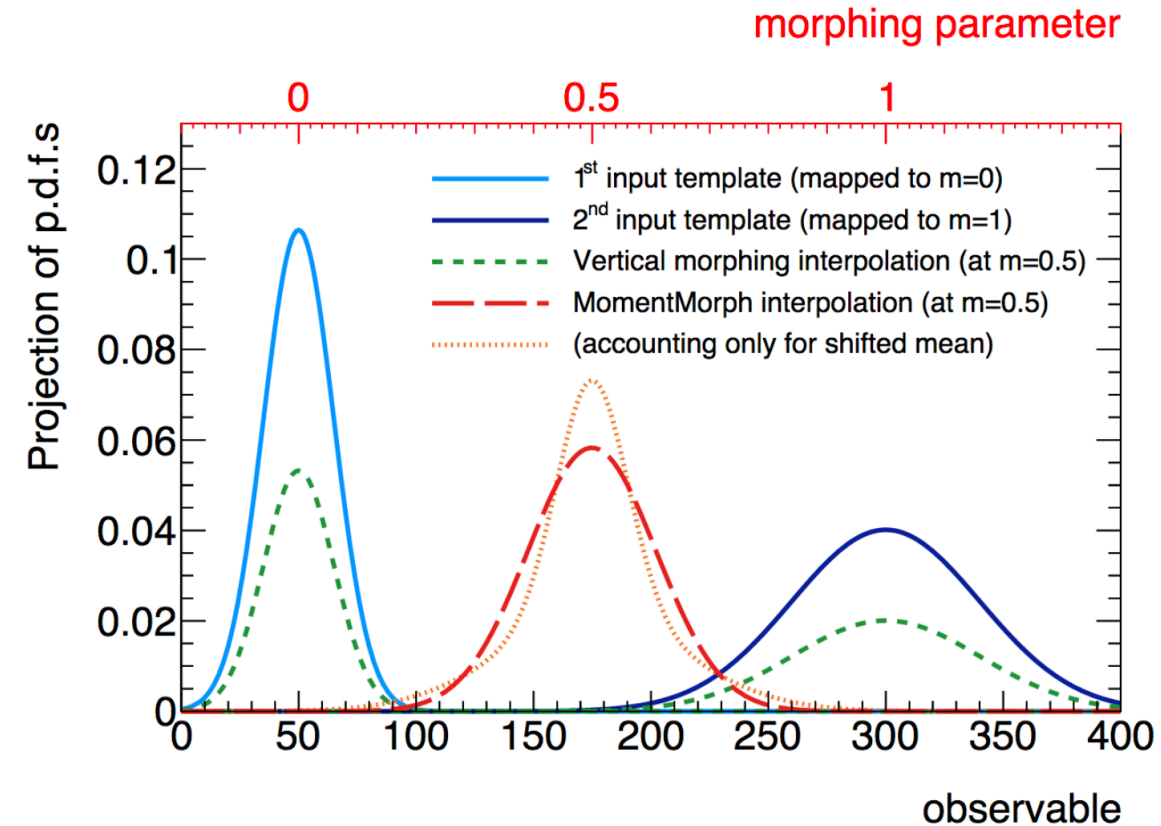 morphing parameter
0 0.5 1
Projection of p.d.f.s
0.12
0.1
0.08
0.06
0.04
0.02
0
1st input template (mapped to m=0)
2nd input template (mapped to m=1)
Vertical morphing interpolation (at m=0.5)
MomentMorph interpolation (at m=0.5)
(accounting only for shifted mean)
0 50 100 150 200 250 300 350 400
observable